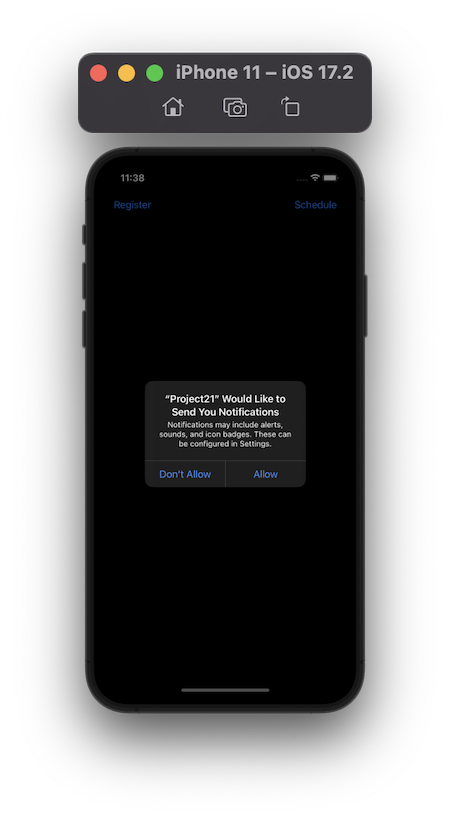 iPhone 11 – iOS 17.2
11:38
Register
Schedule
“Project21” Would Like to
Send You Notifications
Notifications may include alerts,
sounds, and icon badges. These can
be configured in Settings.
Don’t Allow
Allow